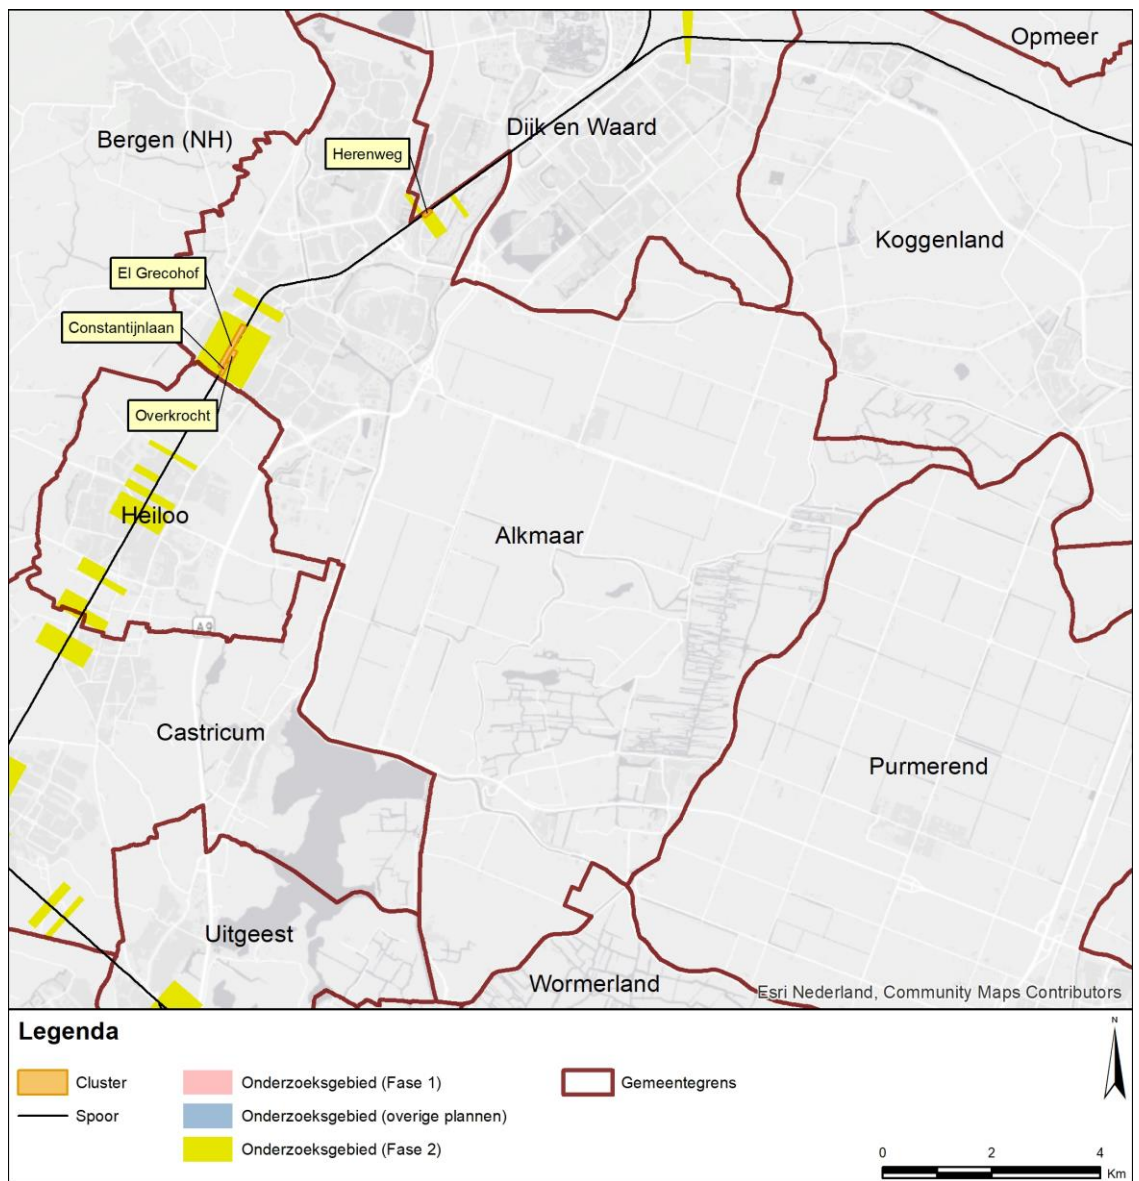 Opmeer
Bergen (NH)
Dijk en Waard
Herenweg
Koggenland
El Grecohof
Constantijnlaan
Overkrocht
Heiloo
Alkmaar
A9
Castricum
Purmerend
Uitgeest
Wormerland
Esri Nederland, Community Maps Contributors
Legenda
N
Cluster
Onderzoeksgebied (Fase 1)
Gemeentegrens
Spoor
Onderzoeksgebied (overige plannen)
Onderzoeksgebied (Fase 2)
0 2 4
Km